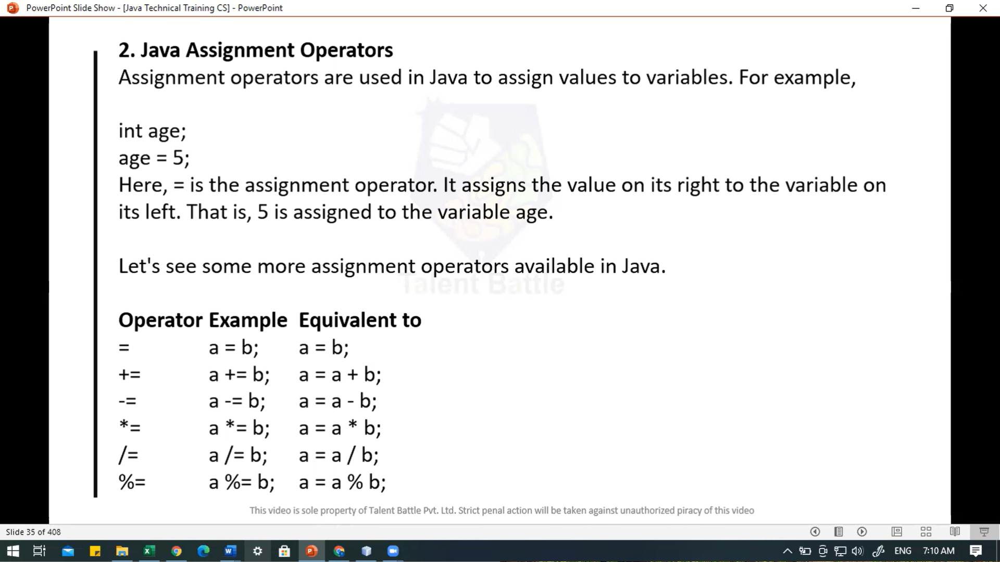 PowerPoint Slide Show - [Java Technical Training CS] - PowerPoint
2. Java Assignment Operators
Assignment operators are used in Java to assign values to variables. For example,
int age;
age = 5;
Here, = is the assignment operator. It assigns the value on its right to the variable on
its left. That is, 5 is assigned to the variable age.
Let's see some more assignment operators available in Java.
Talent Battle
Operator Example Equivalent to
= a = b; a = b;
+= a += b; a = a + b;
-= a -= b; a = a - b;
*= a *= b; a = a * b;
/= a /= b; a = a / b;
%= a %= b; a = a % b;
This video is sole property of Talent Battle Pvt. Ltd. Strict penal action will be taken against unauthorized piracy of this video
Slide 35 of 408
ENG 7:10 AM